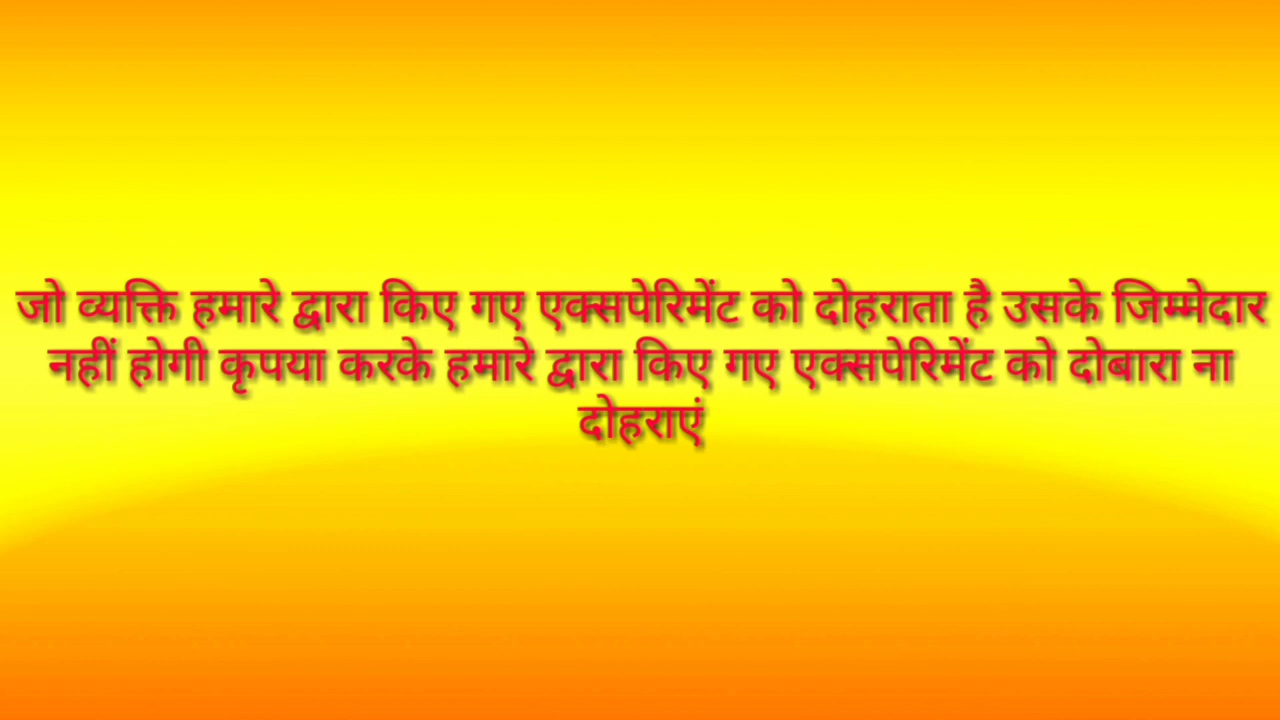 जो व्यक्ति हमारे द्वारा किए गए एक्सपेरिमेंट को दोहराता है उसके जिम्मेदार
नहीं होगी कृपया करके हमारे द्वारा किए गए एक्सपेरिमेंट को दोबारा ना
दोहराएं